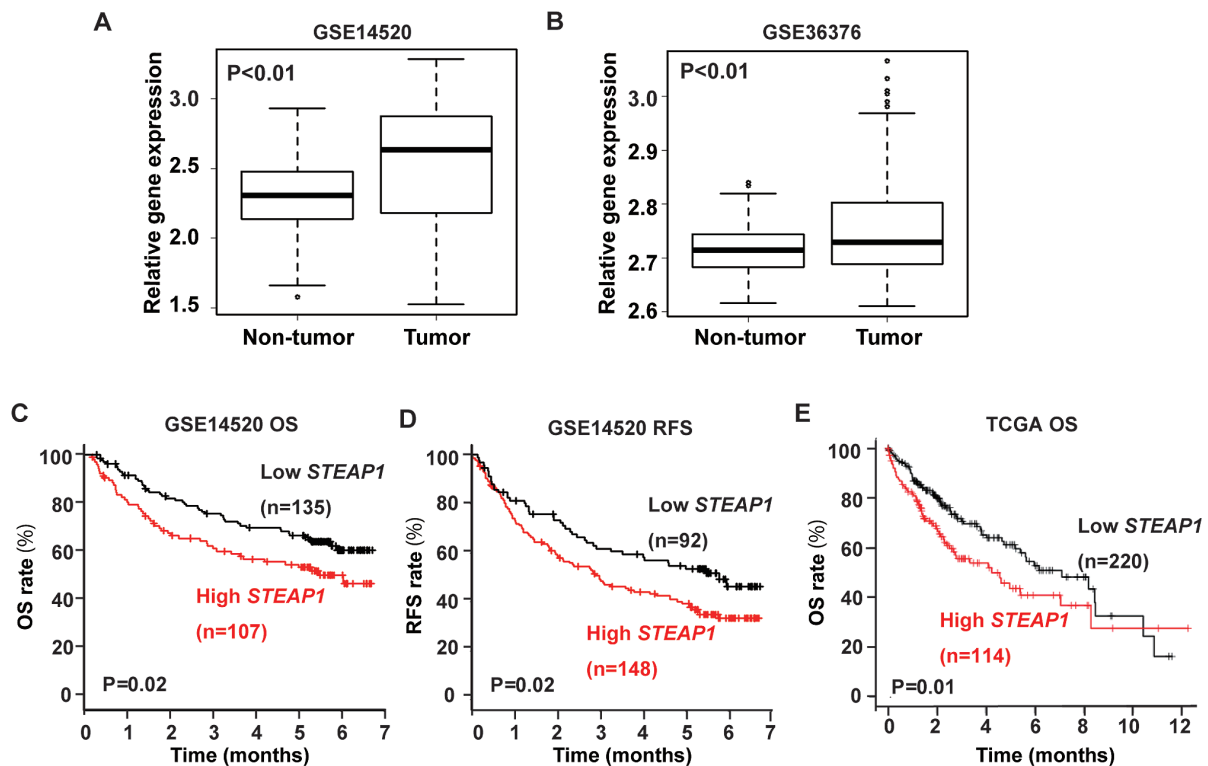 A
GSE14520
Relative gene expression
P<0.01
3.0
2.5
2.0
1.5
Non-tumor
Tumor
B
GSE36376
Relative gene expression
P<0.01
3.0
2.9
2.8
2.7
2.6
Non-tumor
Tumor
C
GSE14520 OS
OS rate (%)
100
80
60
40
20
0
Low STEAP1
(n=135)
High STEAP1
(n=107)
P=0.02
0 1 2 3 4 5 6 7
Time (months)
D
GSE14520 RFS
RFS rate (%)
100
80
60
40
20
0
Low STEAP1
(n=92)
High STEAP1
(n=148)
P=0.02
0 1 2 3 4 5 6 7
Time (months)
E
TCGA OS
OS rate (%)
100
80
60
40
20
0
Low STEAP1
(n=220)
High STEAP1
(n=114)
P=0.01
0 2 4 6 8 10 12
Time (months)